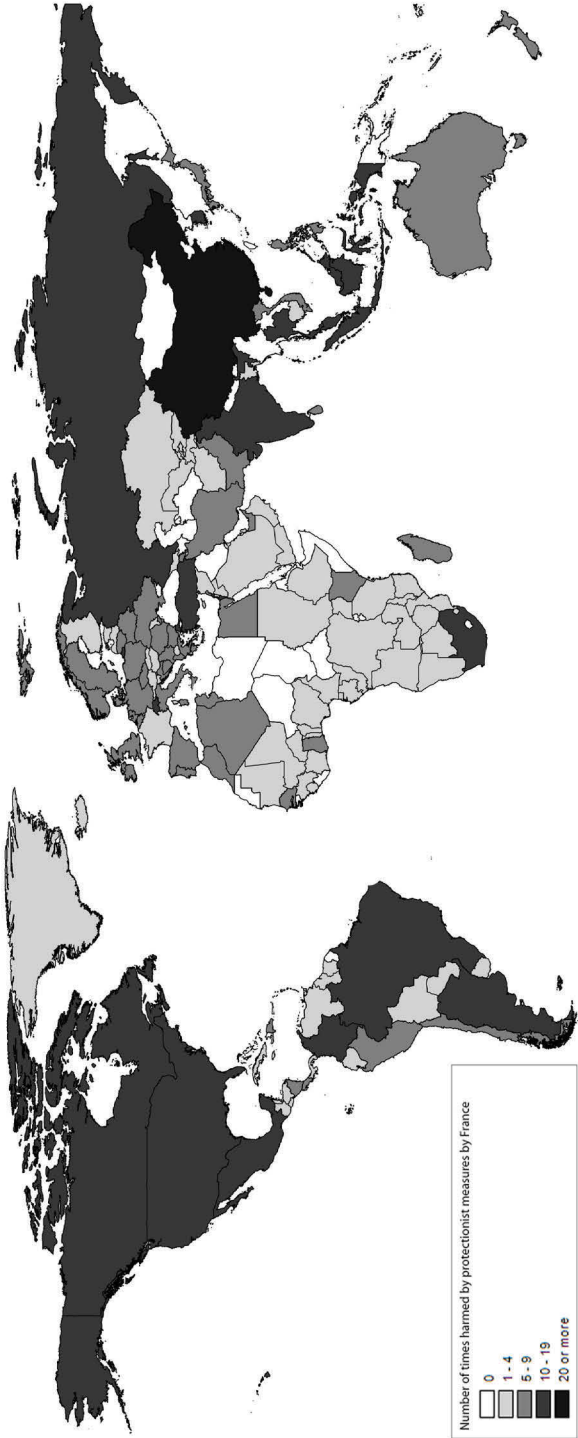 Number of times harmed by protectionist measures by France
0
1 - 4
5 - 9
10 - 19
20 or more